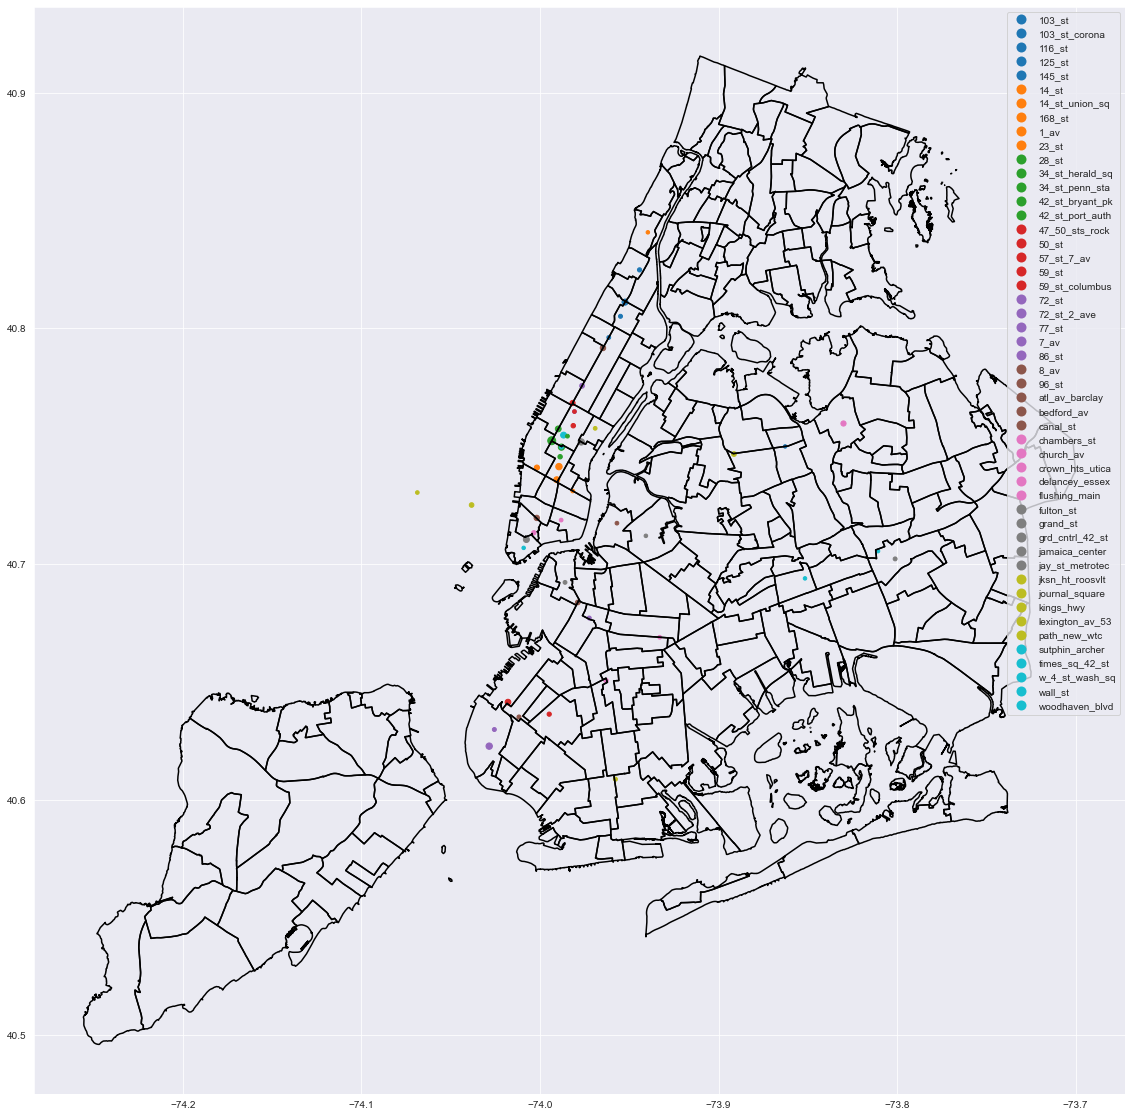 103_st
103_st_corona
116_st
125_st
145_st
14_st
14_st_union_sq
168_st
1_av
23_st
28_st
34_st_herald_sq
34_st_penn_sta
42_st_bryant_pk
42_st_port_auth
47_50_sts_rock
50_st
57_st_7_av
59_st
59_st_columbus
72_st
72_st_2_ave
77_st
7_av
86_st
8_av
96_st
atl_av_barclay
bedford_av
canal_st
chambers_st
church_av
crown_hts_utica
delancey_essex
flushing_main
fulton_st
grand_st
grd_cntrl_42_st
jamaica_center
jay_st_metrotec
jksn_ht_roosvlt
journal_square
kings_hwy
lexington_av_53
path_new_wtc
sutphin_archer
times_sq_42_st
w_4_st_wash_sq
wall_st
woodhaven_blvd
40.9
40.8
40.7
40.6
40.5
−74.2
−74.1
−74.0
−73.9
−73.8
−73.7